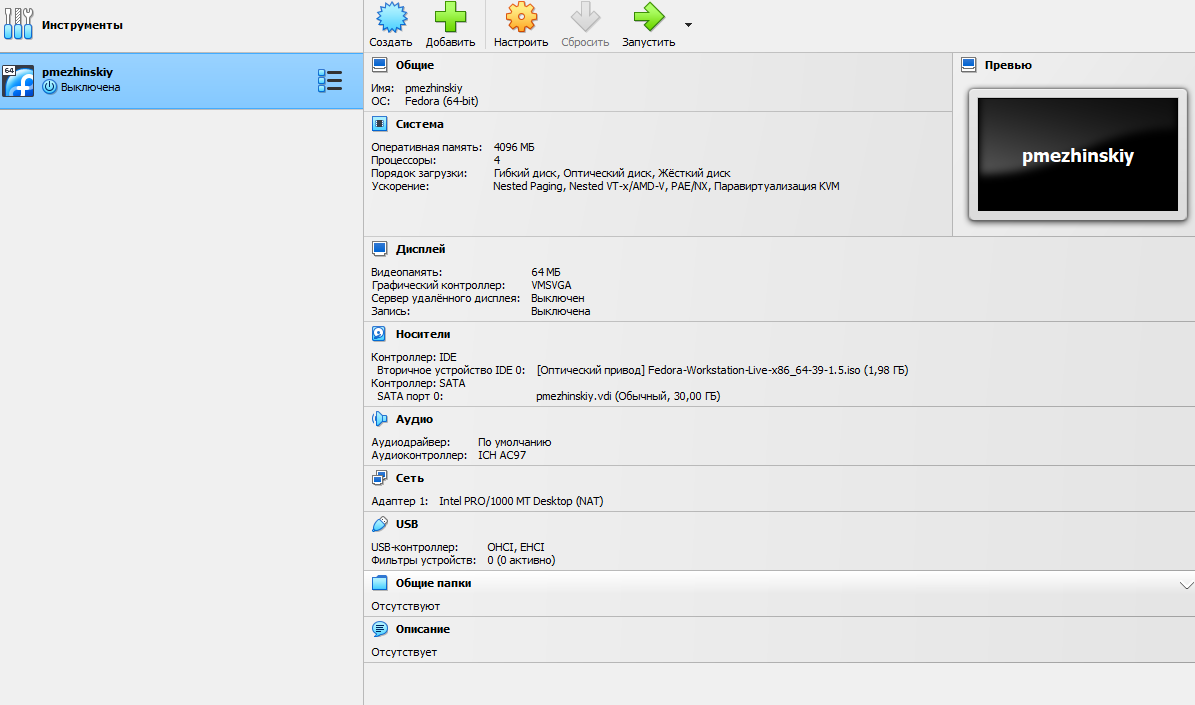 Инструменты
Создать Добавить Настроить Сбросить Запустить
64
pmezhinskiy
Выключена
Общие
Имя: pmezhinskiy
ОС: Fedora (64-bit)
Превью
pmezhinskiy
Система
Оперативная память: 4096 МБ
Процессоры: 4
Порядок загрузки: Гибкий диск, Оптический диск, Жёсткий диск
Ускорение: Nested Paging, Nested VT-x/AMD-V, PAE/NX, Паравиртуализация KVM
Дисплей
Видеопамять: 64 МБ
Графический контроллер: VMSVGA
Сервер удалённого дисплея: Выключен
Запись: Выключена
Носители
Контроллер: IDE
Вторичное устройство IDE 0: [Оптический привод] Fedora-Workstation-Live-x86_64-39-1.5.iso (1,98 ГБ)
Контроллер: SATA
SATA порт 0: pmezhinskiy.vdi (Обычный, 30,00 ГБ)
Аудио
Аудиодрайвер: По умолчанию
Аудиоконтроллер: ICH AC97
Сеть
Адаптер 1: Intel PRO/1000 MT Desktop (NAT)
USB
USB-контроллер: OHCI, EHCI
Фильтры устройств: 0 (0 активно)
Общие папки
Отсутствуют
Описание
Отсутствует